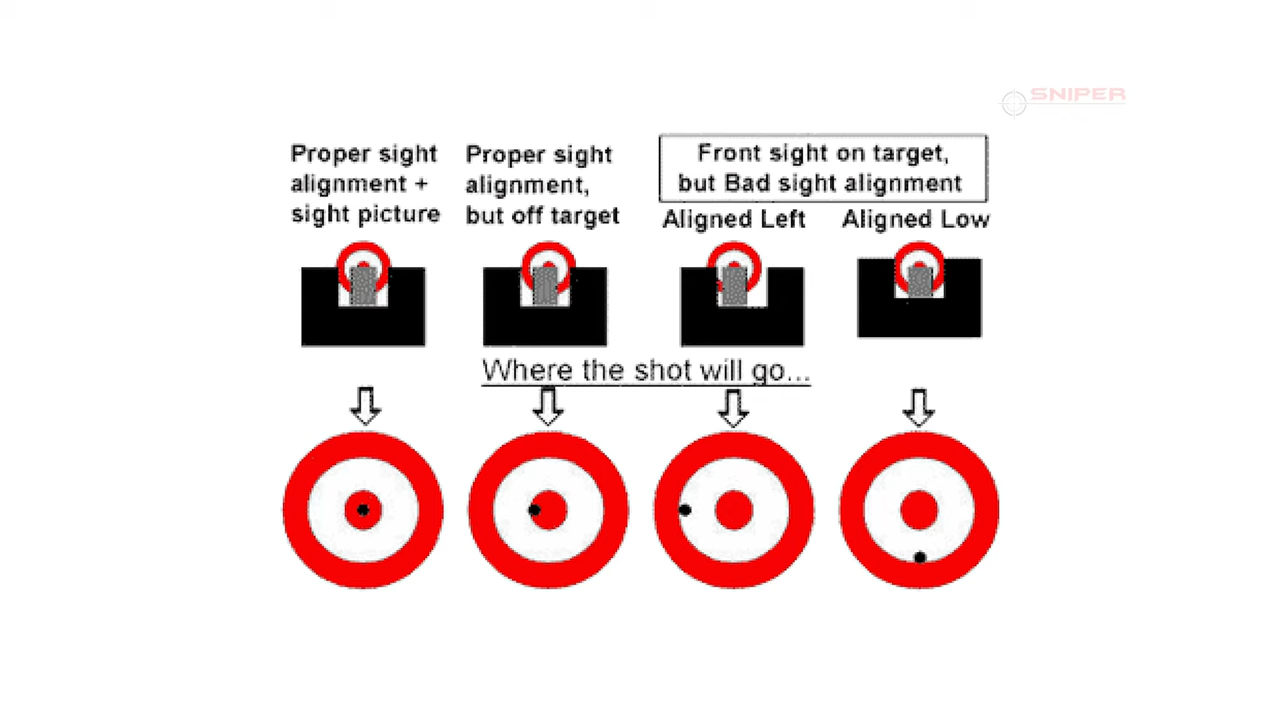 SNIPER
Proper sight
alignment +
sight picture
Proper sight
alignment,
but off target
Front sight on target,
but Bad sight alignment
Aligned Left
Aligned Low
Where the shot will go...